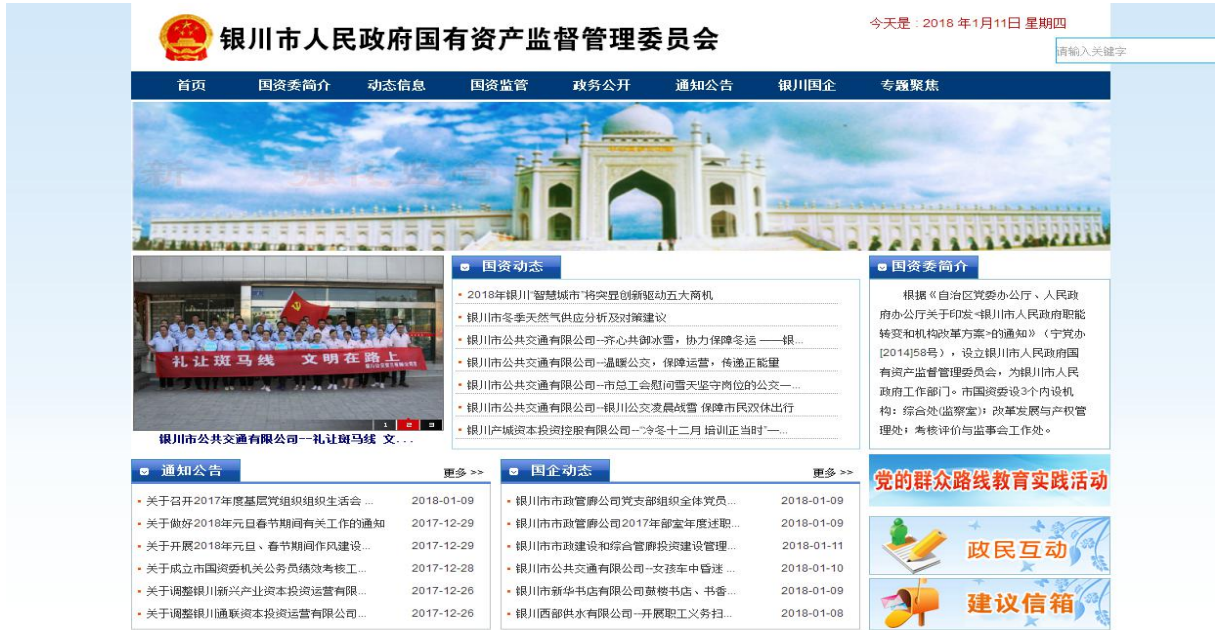 银川市人民政府国有资产监督管理委员会
今天是：2018 年1月11日 星期四
请输入关键字
首页 国资委简介 动态信息 国资监管 政务公开 通知公告 银川国企 专题聚焦
礼让斑马线 文明在路上
1 2 3
银川市公共交通有限公司--礼让斑马线 文...
国资动态
2018年银川“智慧城市”将突显创新驱动五大商机
银川市冬季天然气供应分析及对策建议
银川市公共交通有限公司--齐心共御冰雪，协力保障冬运 ——银...
银川市公共交通有限公司--温暖公交，保障运营，传递正能量
银川市公共交通有限公司--市总工会慰问雪天坚守岗位的公交一...
银川市公共交通有限公司--银川公交凌晨战雪 保障市民双休出行
银川产城资本投资控股有限公司--“冷冬十二月 培训正当时”—...
国资委简介
根据《自治区党委办公厅、人民政
府办公厅关于印发<银川市人民政府职能
转变和机构改革方案>的通知》（宁党办
[2014]58号），设立银川市人民政府国
有资产监督管理委员会，为银川市人民
政府工作部门。市国资委设3个内设机
构：综合处(监察室)；改革发展与产权管
理处；考核评价与监事会工作处。
通知公告 更多 >>
关于召开2017年度基层党组织组织生活会 ... 2018-01-09
关于做好2018年元旦春节期间有关工作的通知 2017-12-29
关于开展2018年元旦、春节期间作风建设... 2017-12-29
关于成立市国资委机关公务员绩效考核工... 2017-12-28
关于调整银川新兴产业资本投资运营有限... 2017-12-26
关于调整银川通联资本投资运营有限公司... 2017-12-26
国企动态 更多 >>
银川市市政管廊公司党支部组织全体党员... 2018-01-09
银川市市政管廊公司2017年部室年度述职... 2018-01-09
银川市市政建设和综合管廊投资建设管理... 2018-01-11
银川市公共交通有限公司--女孩车中昏迷 ... 2018-01-10
银川市新华书店有限公司鼓楼书店、书香... 2018-01-09
银川西部供水有限公司--开展职工义务扫... 2018-01-08
党的群众路线教育实践活动
政民互动
建议信箱